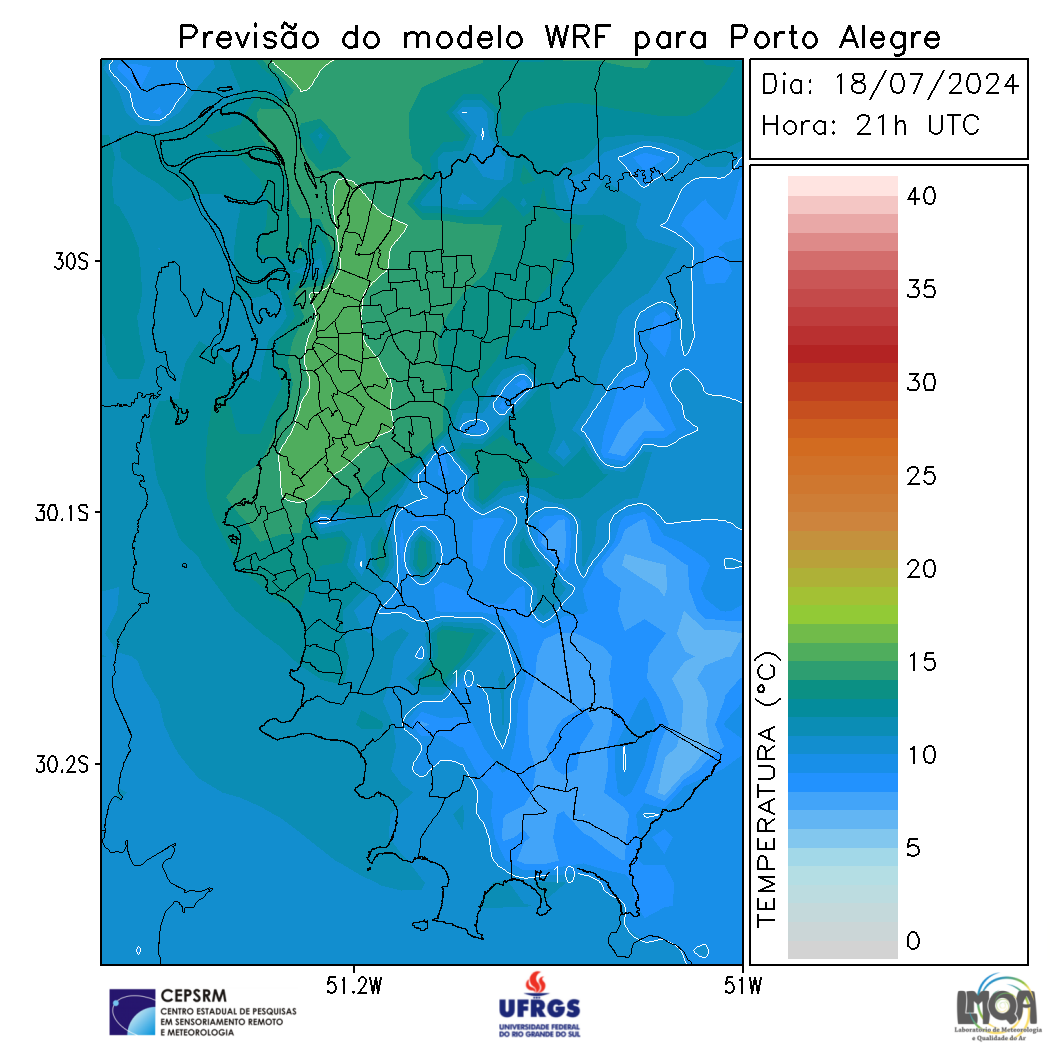 Previsão do modelo WRF para Porto Alegre
Dia: 18/07/2024
Hora: 21h UTC
30S
30.1S
30.2S
51.2W
51W
10
10
TEMPERATURA (°C)
40
35
30
25
20
15
10
5
0
CEPSRM
CENTRO ESTADUAL DE PESQUISAS
EM SENSORIAMENTO REMOTO
E METEOROLOGIA
UFRGS
UNIVERSIDADE FEDERAL
DO RIO GRANDE DO SUL
LMQA
Laboratório de Meteorologia
e Qualidade do Ar